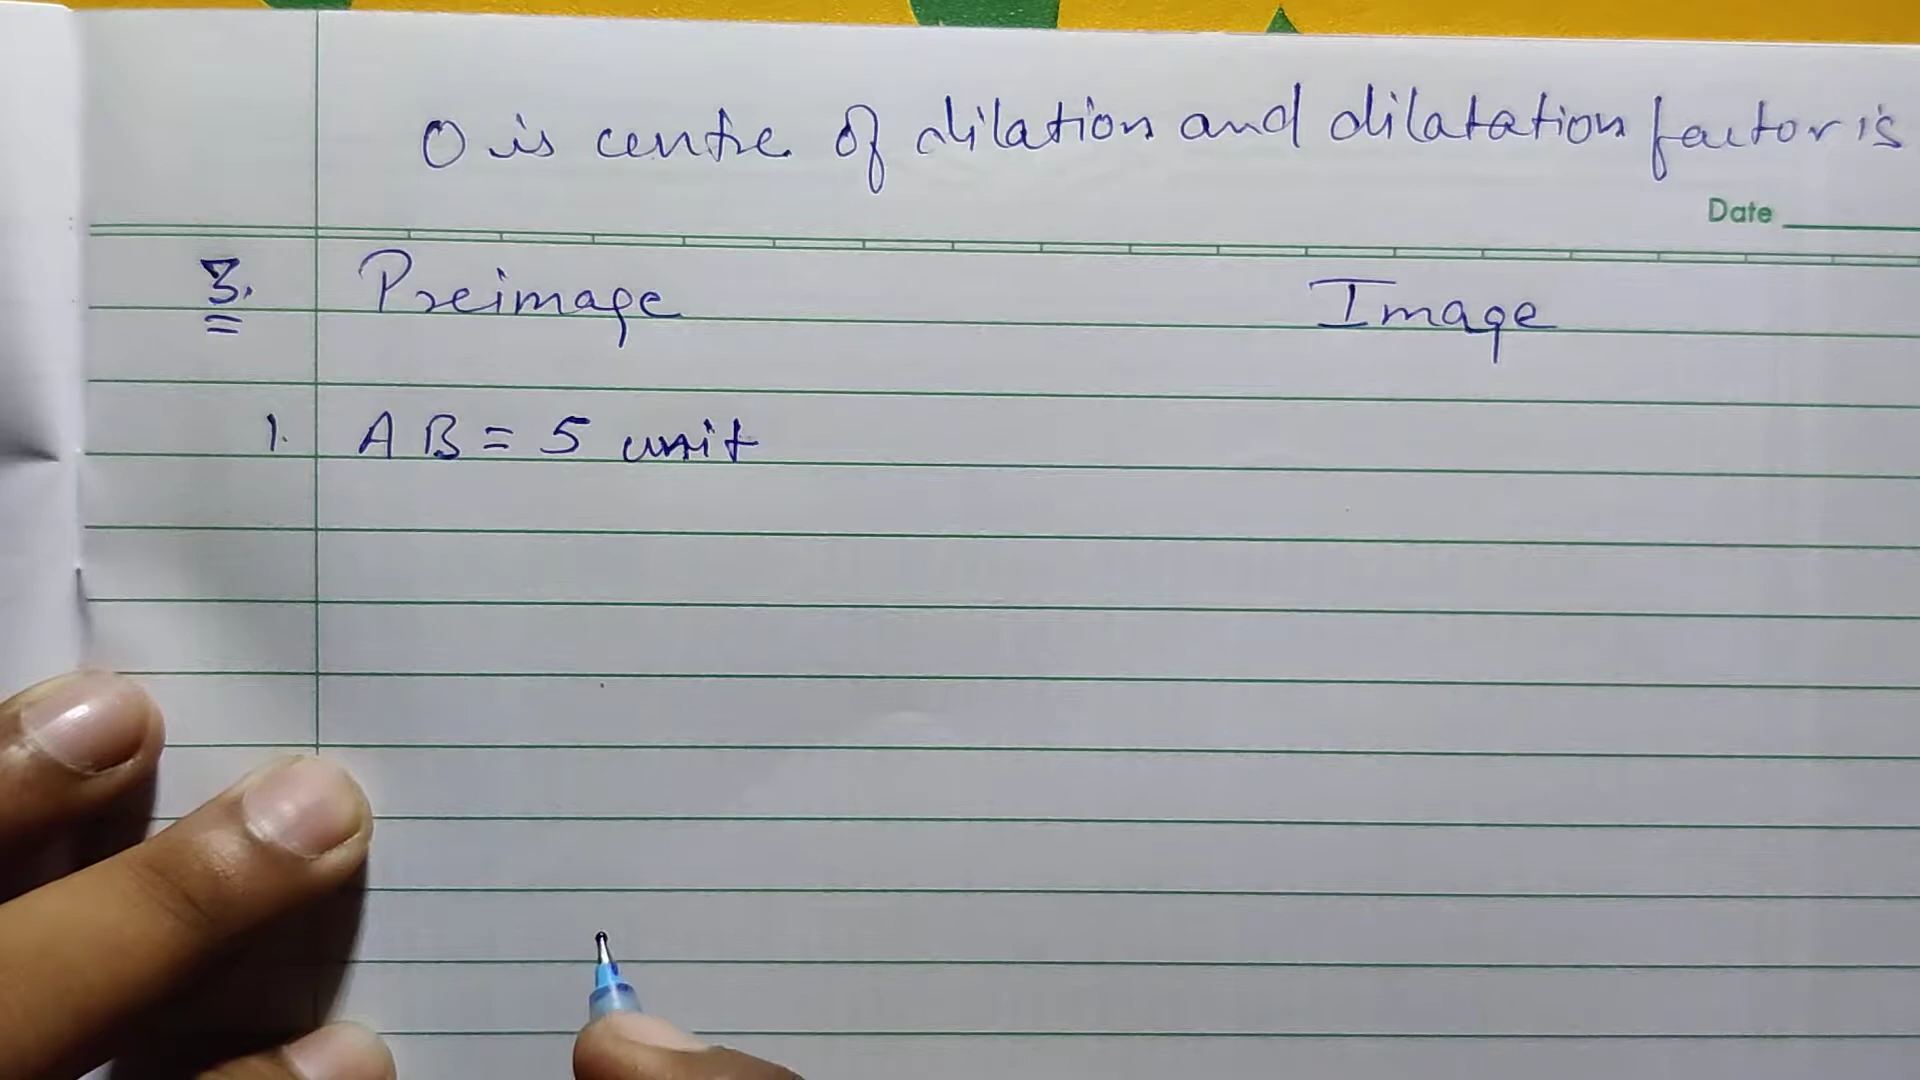 O is centre of dilation and dilatation factor is
Date
3. Preimage Image
1. AB = 5 unit